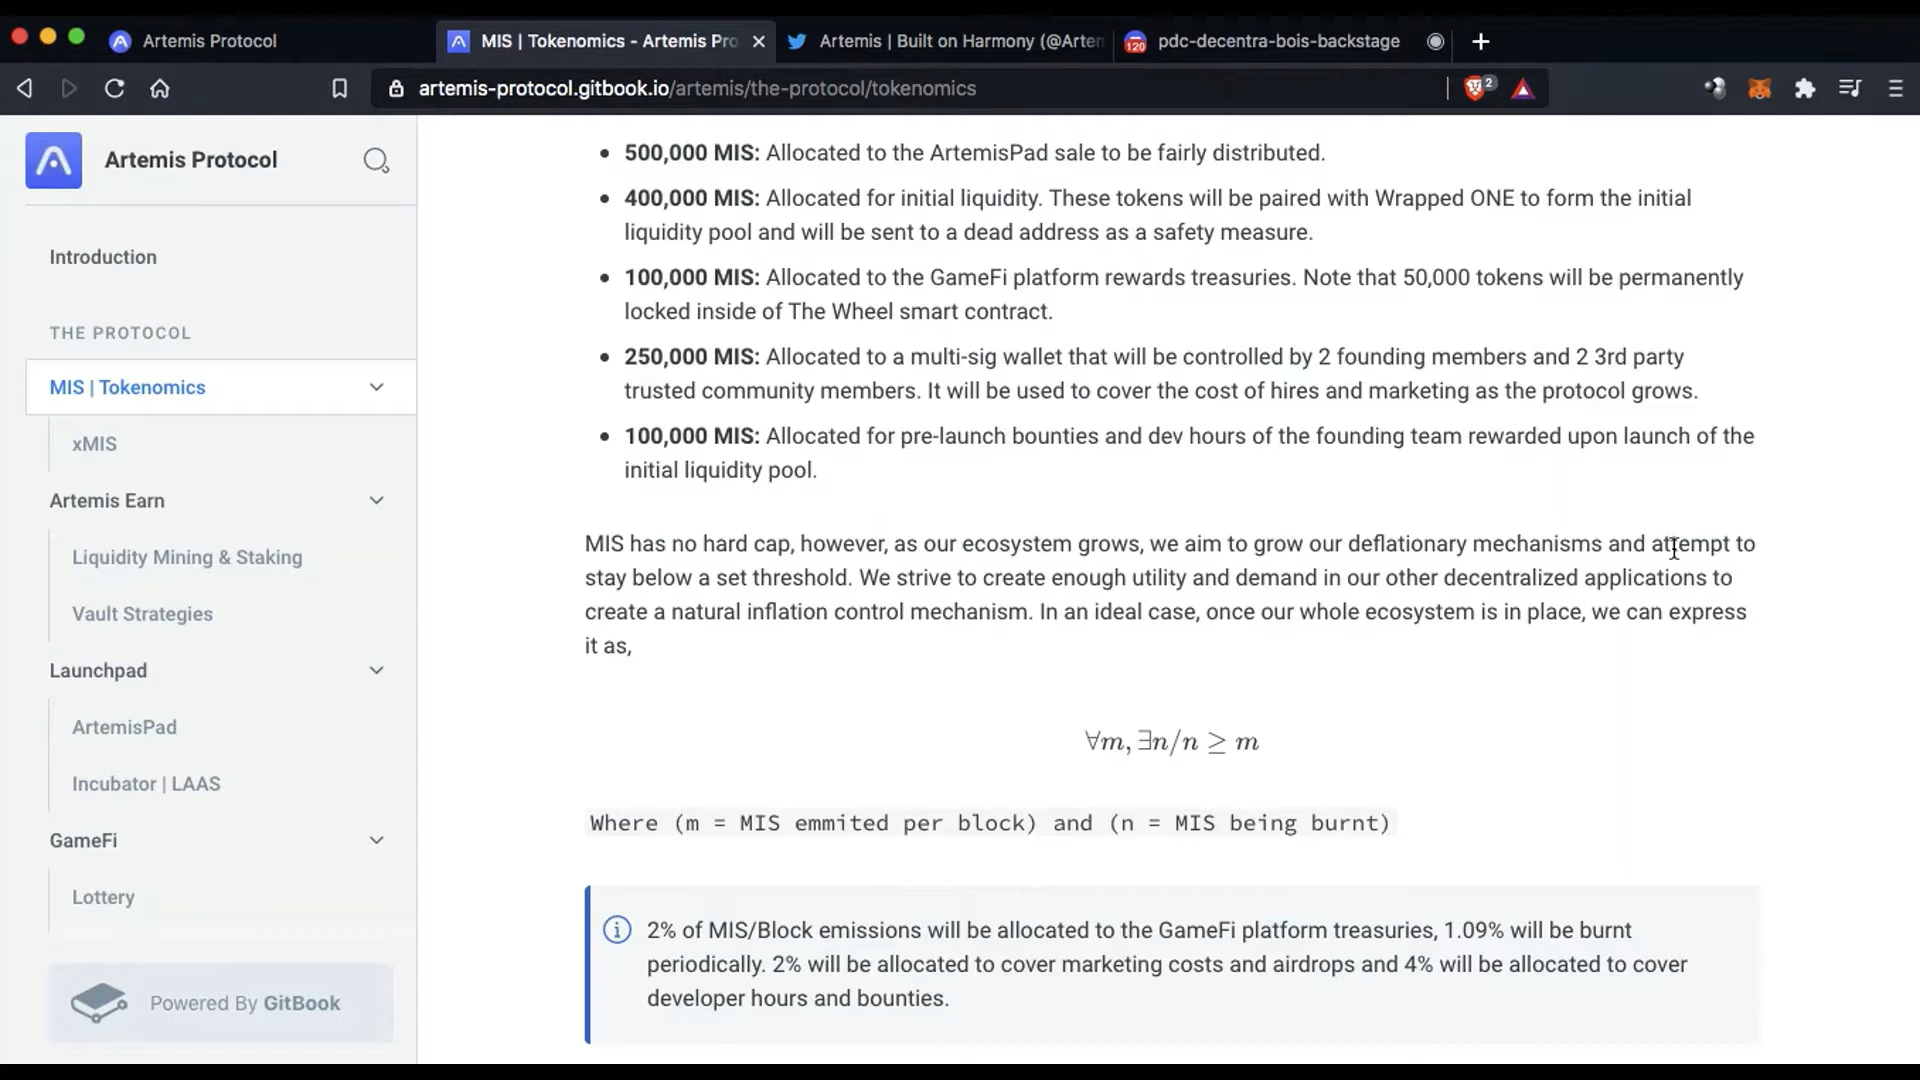 Artemis Protocol
MIS | Tokenomics - Artemis Pro
Artemis | Built on Harmony (@Artem
120
pdc-decentra-bois-backstage
artemis-protocol.gitbook.io/artemis/the-protocol/tokenomics
2
Artemis Protocol
Introduction
THE PROTOCOL
MIS | Tokenomics
xMIS
Artemis Earn
Liquidity Mining & Staking
Vault Strategies
Launchpad
ArtemisPad
Incubator | LAAS
GameFi
Lottery
Powered By GitBook
• 500,000 MIS: Allocated to the ArtemisPad sale to be fairly distributed.
• 400,000 MIS: Allocated for initial liquidity. These tokens will be paired with Wrapped ONE to form the initial
liquidity pool and will be sent to a dead address as a safety measure.
• 100,000 MIS: Allocated to the GameFi platform rewards treasuries. Note that 50,000 tokens will be permanently
locked inside of The Wheel smart contract.
• 250,000 MIS: Allocated to a multi-sig wallet that will be controlled by 2 founding members and 2 3rd party
trusted community members. It will be used to cover the cost of hires and marketing as the protocol grows.
• 100,000 MIS: Allocated for pre-launch bounties and dev hours of the founding team rewarded upon launch of the
initial liquidity pool.
MIS has no hard cap, however, as our ecosystem grows, we aim to grow our deflationary mechanisms and attempt to
stay below a set threshold. We strive to create enough utility and demand in our other decentralized applications to
create a natural inflation control mechanism. In an ideal case, once our whole ecosystem is in place, we can express
it as,
∀m, ∃n/n ≥ m
Where (m = MIS emmited per block) and (n = MIS being burnt)
2% of MIS/Block emissions will be allocated to the GameFi platform treasuries, 1.09% will be burnt
periodically. 2% will be allocated to cover marketing costs and airdrops and 4% will be allocated to cover
developer hours and bounties.